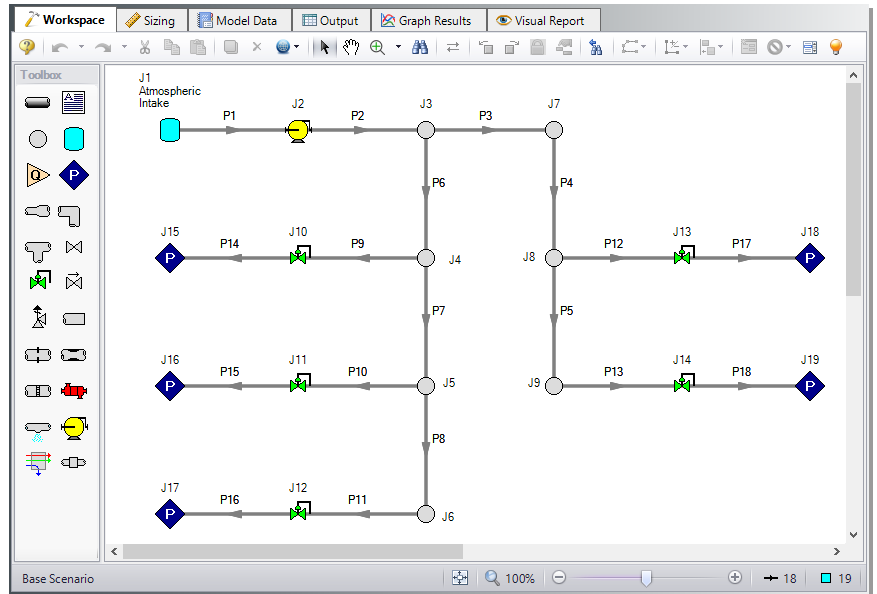 Workspace Sizing Model Data Output Graph Results Visual Report
Toolbox
J1
Atmospheric
Intake
J2 J3 J7
P1 P2 P3
P6 P4
J15 J10 J13 J18
P14 P9 P12 P17
P P
J4 J8
P7 P5
J16 J11 J14 J19
P15 P10 P13 P18
P P
J5 J9
P8
J17 J12
P16 P11
P
J6
A
Q P
Base Scenario 100% 18 19